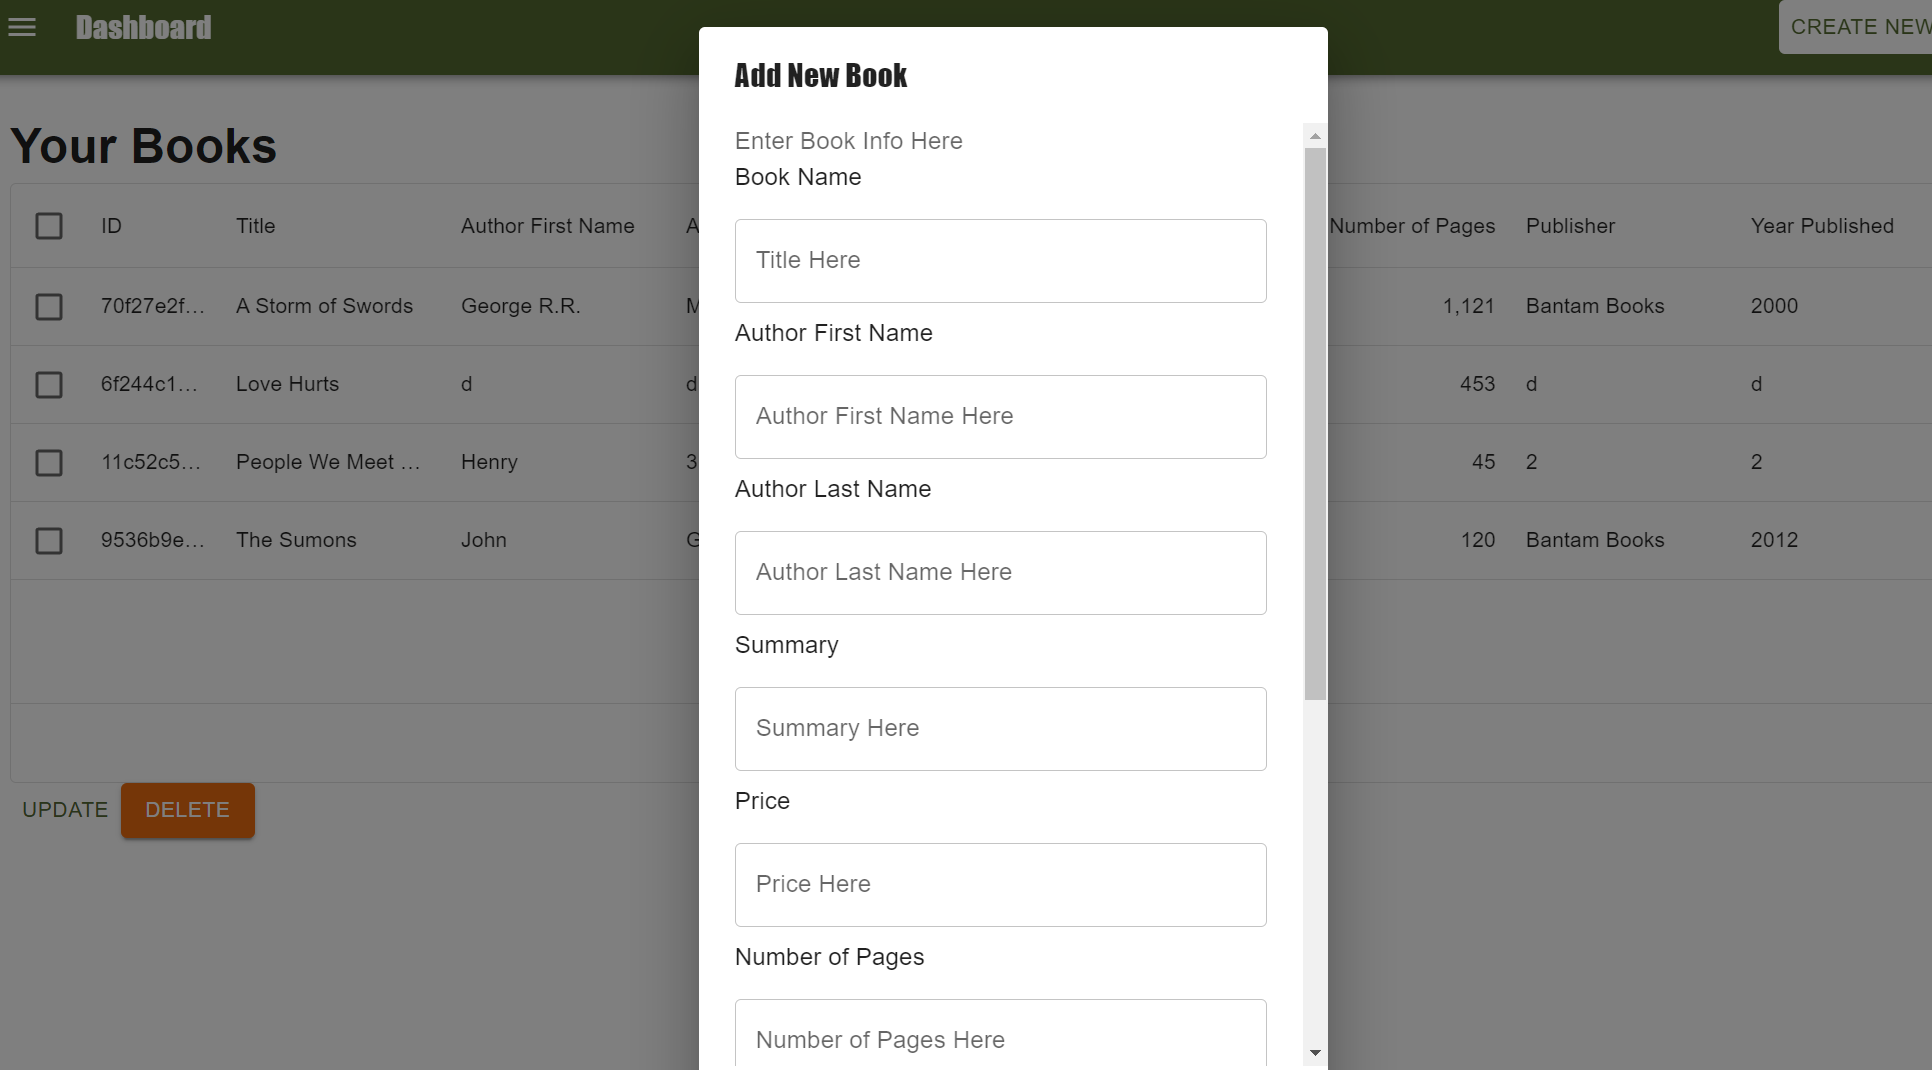 Dashboard
CREATE NEW
Your Books
ID Title Author First Name A Number of Pages Publisher Year Published
70f27e2f... A Storm of Swords George R.R. M 1,121 Bantam Books 2000
6f244c1... Love Hurts d d 453 d d
11c52c5... People We Meet ... Henry 3 45 2 2
9536b9e... The Sumons John G 120 Bantam Books 2012
UPDATE DELETE
Add New Book
Enter Book Info Here
Book Name
Title Here
Author First Name
Author First Name Here
Author Last Name
Author Last Name Here
Summary
Summary Here
Price
Price Here
Number of Pages
Number of Pages Here